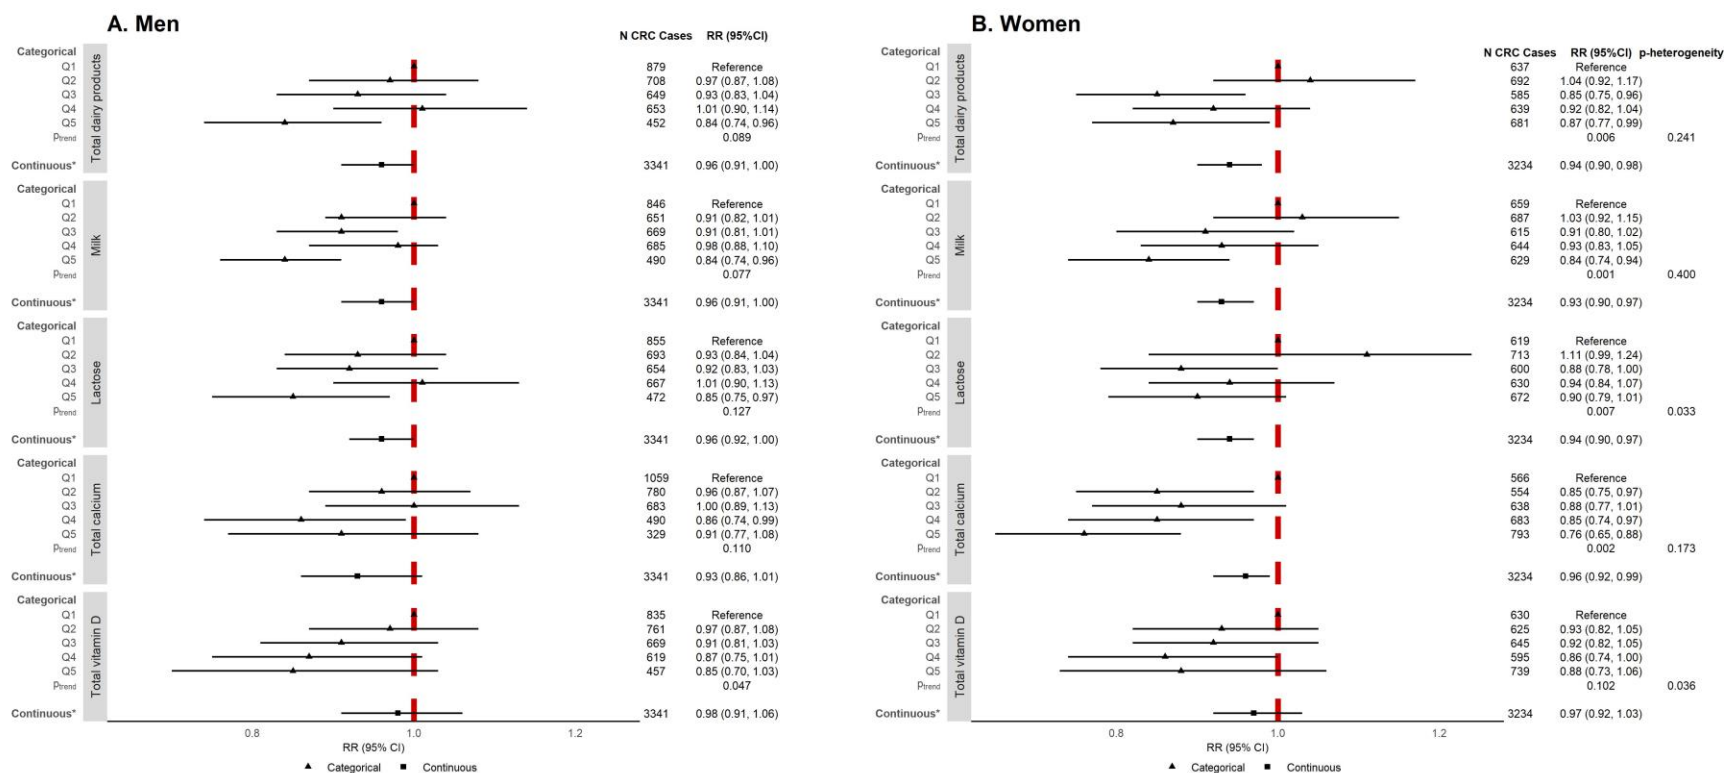 A. Men
N CRC Cases RR (95%CI)
Total dairy products
Categorical
Q1 879 Reference
Q2 708 0.97 (0.87, 1.08)
Q3 649 0.93 (0.83, 1.04)
Q4 653 1.01 (0.90, 1.14)
Q5 452 0.84 (0.74, 0.96)
Ptrend 0.089
Continuous* 3341 0.96 (0.91, 1.00)
Milk
Categorical
Q1 846 Reference
Q2 651 0.91 (0.82, 1.01)
Q3 669 0.91 (0.81, 1.01)
Q4 685 0.98 (0.88, 1.10)
Q5 490 0.84 (0.74, 0.96)
Ptrend 0.077
Continuous* 3341 0.96 (0.91, 1.00)
Lactose
Categorical
Q1 855 Reference
Q2 693 0.93 (0.84, 1.04)
Q3 654 0.92 (0.83, 1.03)
Q4 667 1.01 (0.90, 1.13)
Q5 472 0.85 (0.75, 0.97)
Ptrend 0.127
Continuous* 3341 0.96 (0.92, 1.00)
Total calcium
Categorical
Q1 1059 Reference
Q2 780 0.96 (0.87, 1.07)
Q3 683 1.00 (0.89, 1.13)
Q4 490 0.86 (0.74, 0.99)
Q5 329 0.91 (0.77, 1.08)
Ptrend 0.110
Continuous* 3341 0.93 (0.86, 1.01)
Total vitamin D
Categorical
Q1 835 Reference
Q2 761 0.97 (0.87, 1.08)
Q3 669 0.91 (0.81, 1.03)
Q4 619 0.87 (0.75, 1.01)
Q5 457 0.85 (0.70, 1.03)
Ptrend 0.047
Continuous* 3341 0.98 (0.91, 1.06)
0.8 1.0 1.2
RR (95% CI)
▲ Categorical ■ Continuous
B. Women
N CRC Cases RR (95%CI) p-heterogeneity
Total dairy products
Categorical
Q1 637 Reference
Q2 692 1.04 (0.92, 1.17)
Q3 585 0.85 (0.75, 0.96)
Q4 639 0.92 (0.82, 1.04)
Q5 681 0.87 (0.77, 0.99)
Ptrend 0.006 0.241
Continuous* 3234 0.94 (0.90, 0.98)
Milk
Categorical
Q1 659 Reference
Q2 687 1.03 (0.92, 1.15)
Q3 615 0.91 (0.80, 1.02)
Q4 644 0.93 (0.83, 1.05)
Q5 629 0.84 (0.74, 0.94)
Ptrend 0.001 0.400
Continuous* 3234 0.93 (0.90, 0.97)
Lactose
Categorical
Q1 619 Reference
Q2 713 1.11 (0.99, 1.24)
Q3 600 0.88 (0.78, 1.00)
Q4 630 0.94 (0.84, 1.07)
Q5 672 0.90 (0.79, 1.01)
Ptrend 0.007 0.033
Continuous* 3234 0.94 (0.90, 0.97)
Total calcium
Categorical
Q1 566 Reference
Q2 554 0.85 (0.75, 0.97)
Q3 638 0.88 (0.77, 1.01)
Q4 683 0.85 (0.74, 0.97)
Q5 793 0.76 (0.65, 0.88)
Ptrend 0.002 0.173
Continuous* 3234 0.96 (0.92, 0.99)
Total vitamin D
Categorical
Q1 630 Reference
Q2 625 0.93 (0.82, 1.05)
Q3 645 0.92 (0.82, 1.05)
Q4 595 0.86 (0.74, 1.00)
Q5 739 0.88 (0.73, 1.06)
Ptrend 0.102 0.036
Continuous* 3234 0.97 (0.92, 1.03)
0.8 1.0 1.2
RR (95% CI)
▲ Categorical ■ Continuous